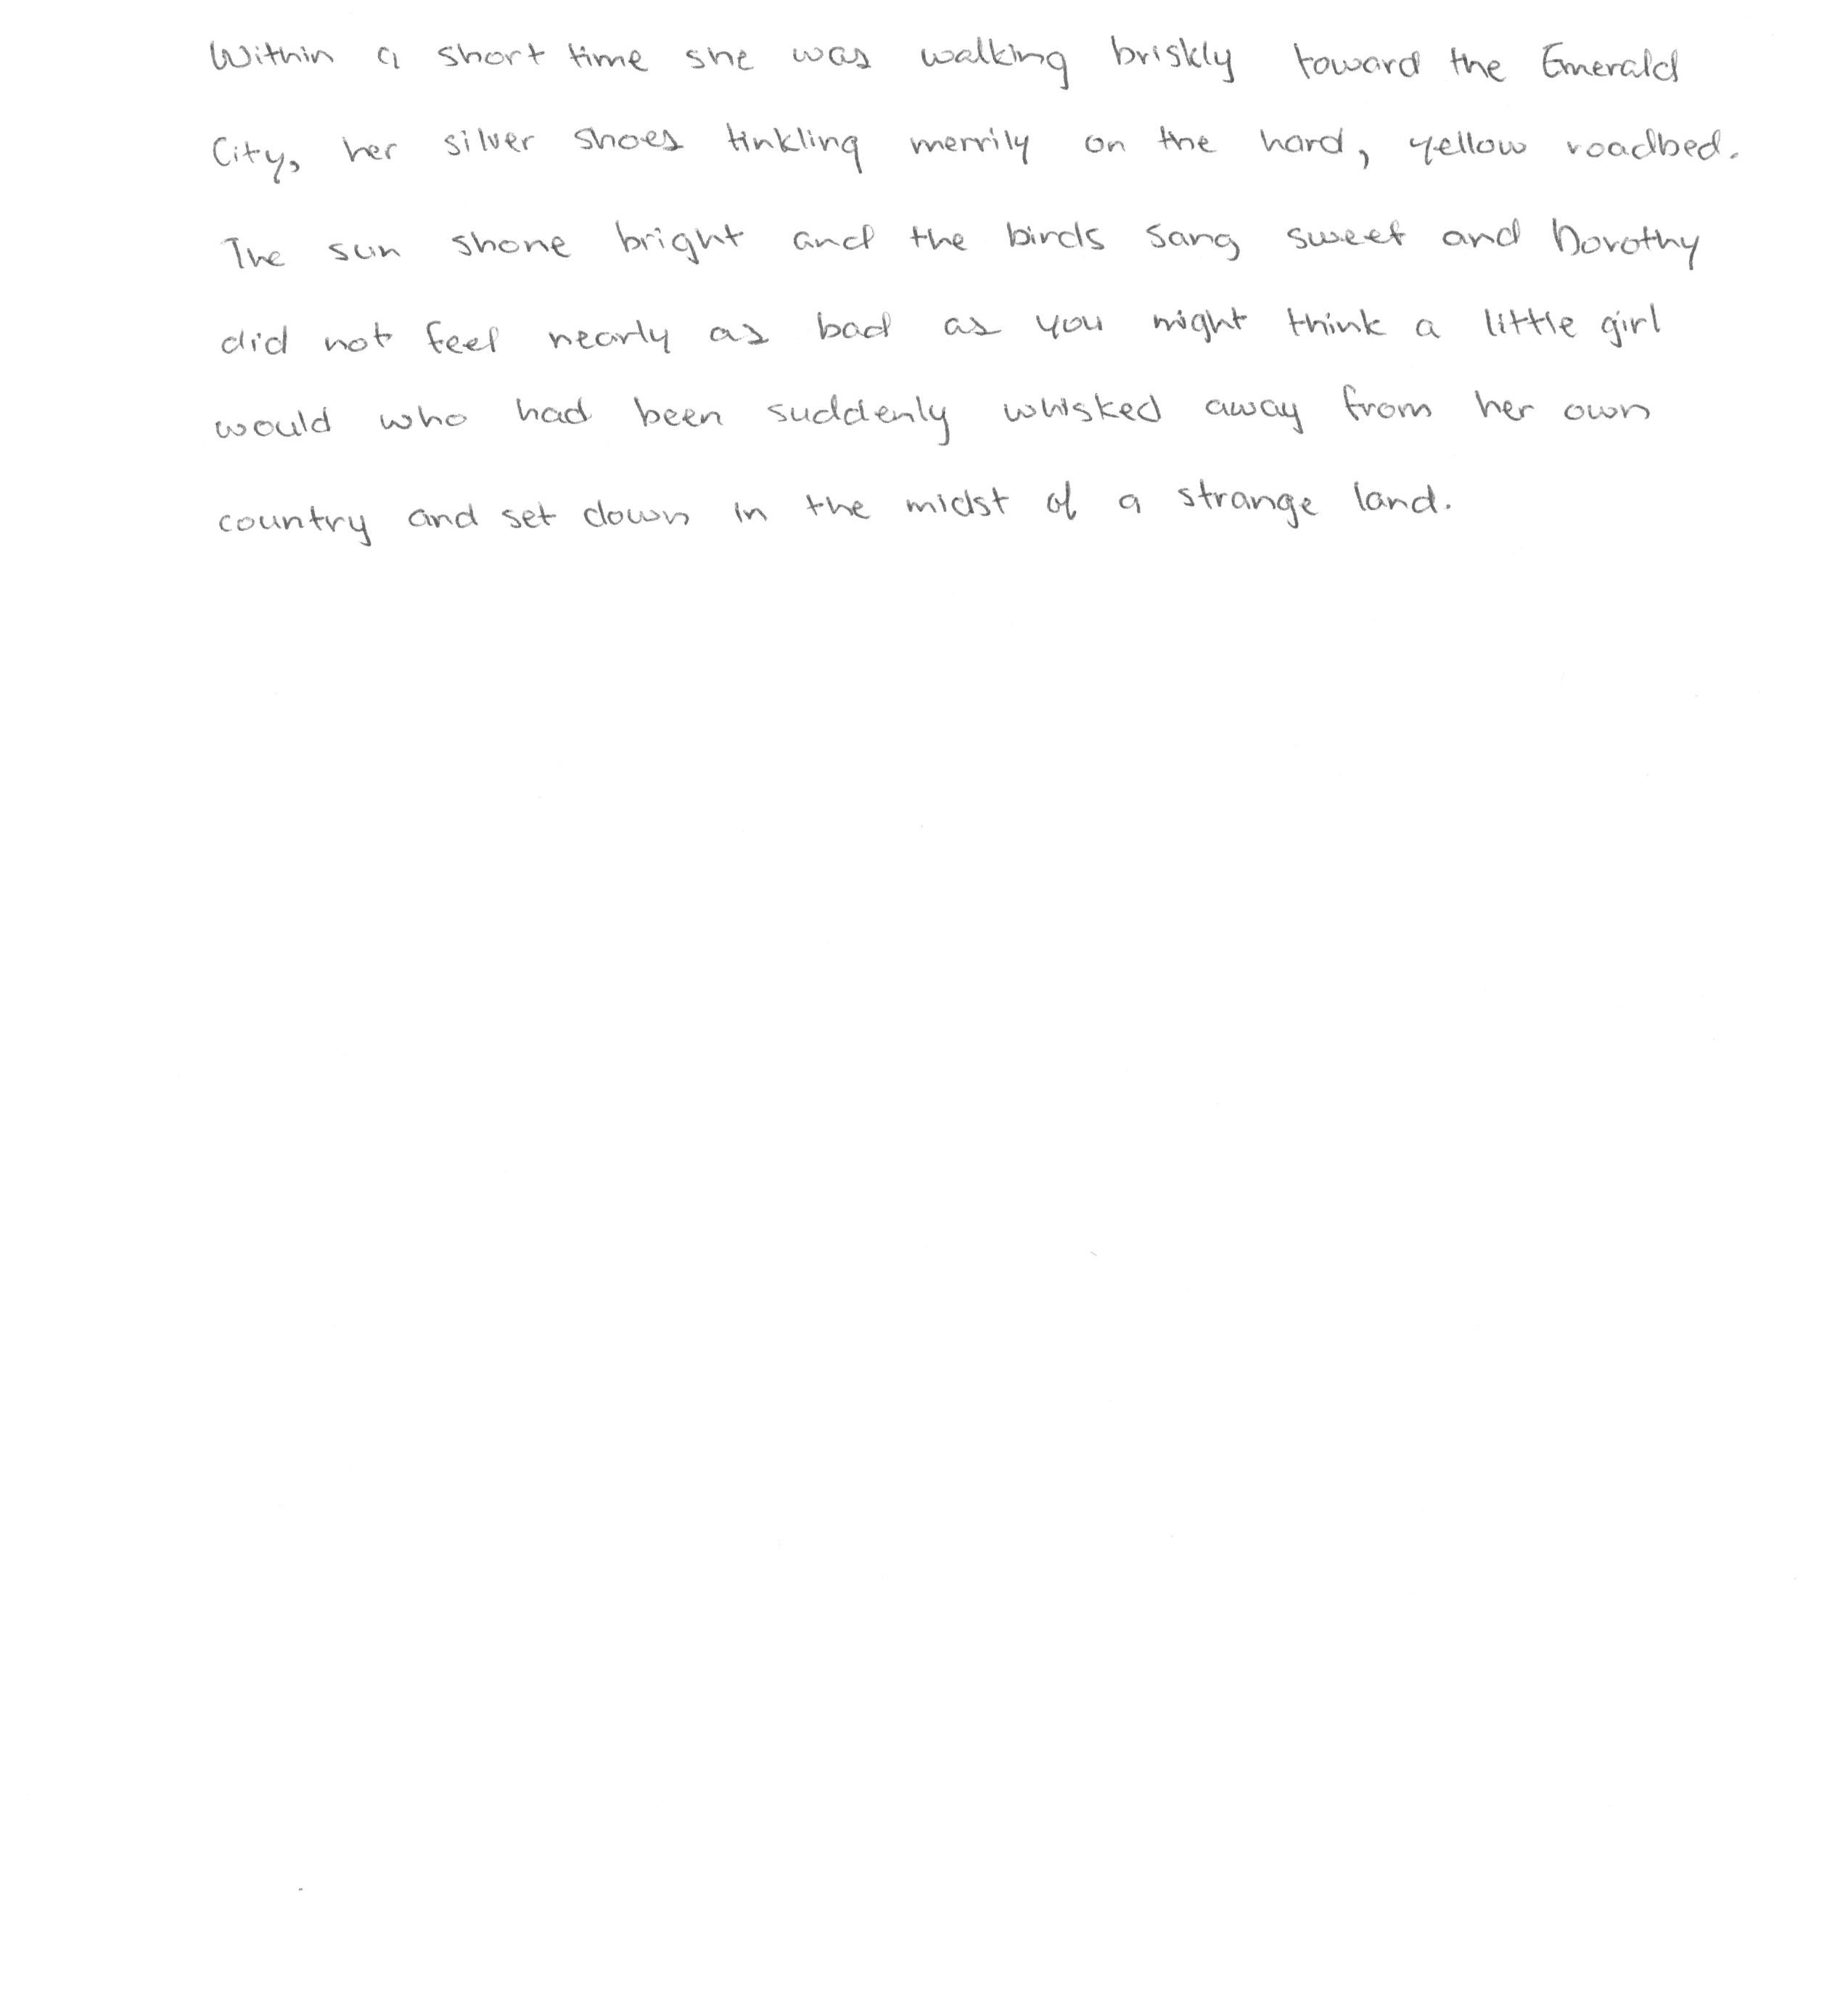 Within a short time she was walking briskly toward the Emerald
City, her silver shoes tinkling merrily on the hard, yellow roadbed.
The sun shone bright and the birds sang sweet and Dorothy
did not feel nearly as bad as you might think a little girl
would who had been suddenly whisked away from her own
country and set down in the midst of a strange land.